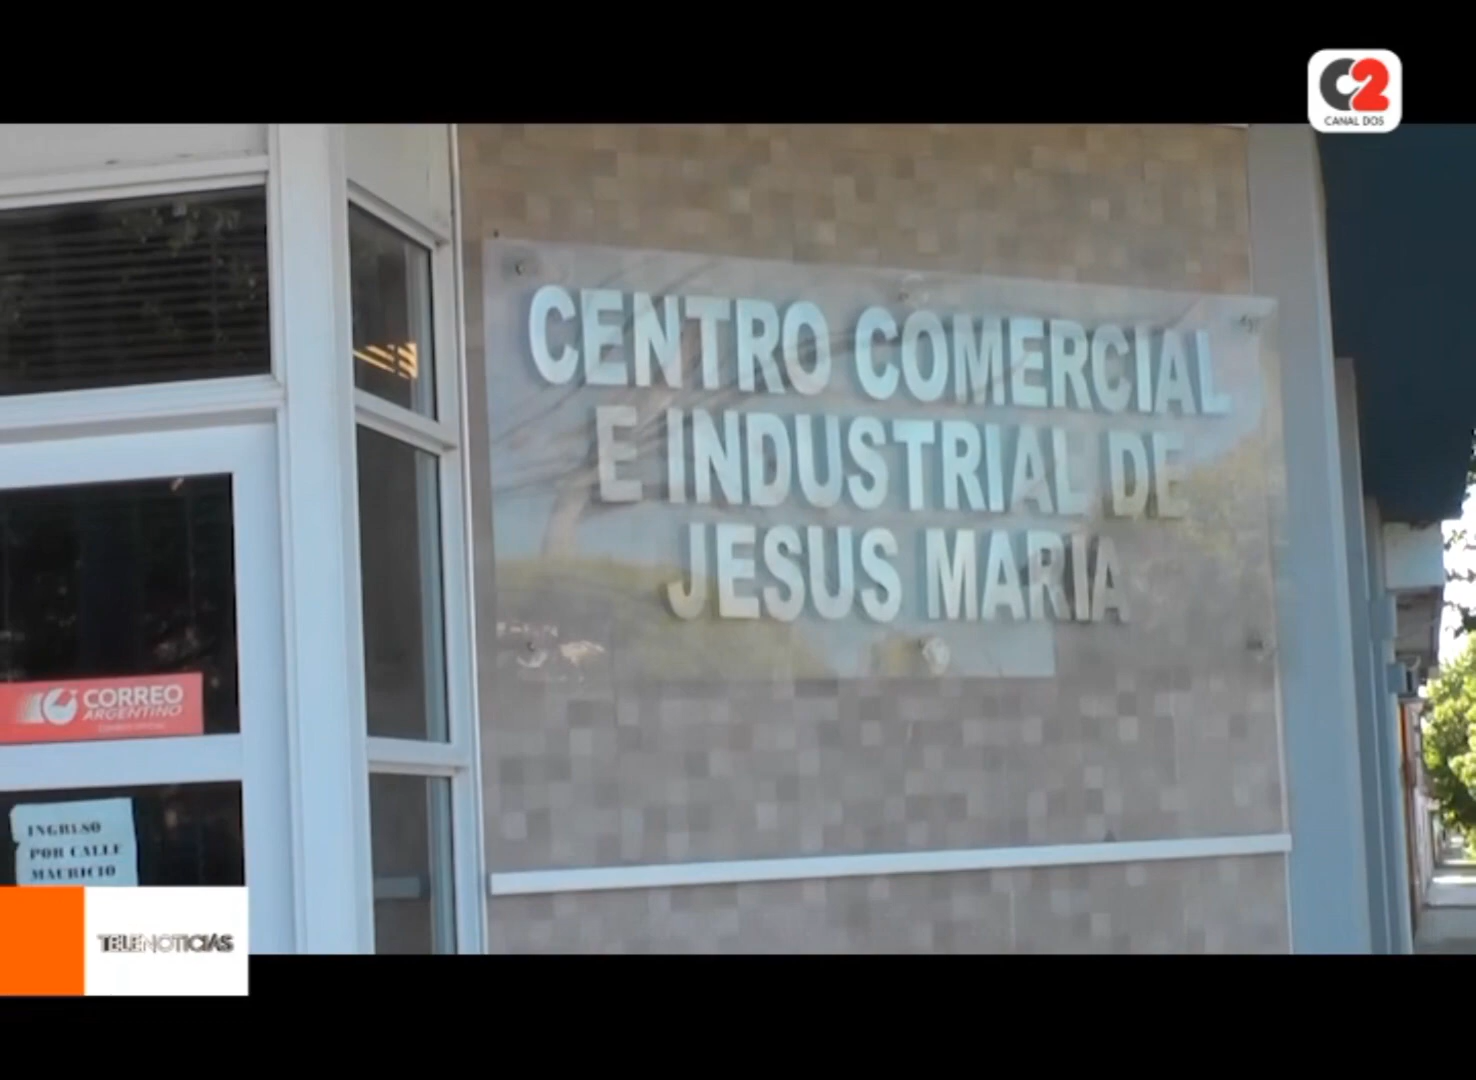 C2
CANAL DOS
CENTRO COMERCIAL
E INDUSTRIAL DE
JESUS MARIA
CORREO
ARGENTINO
INGRESO
POR CALLE
MAURICIO
TELENOTICIAS